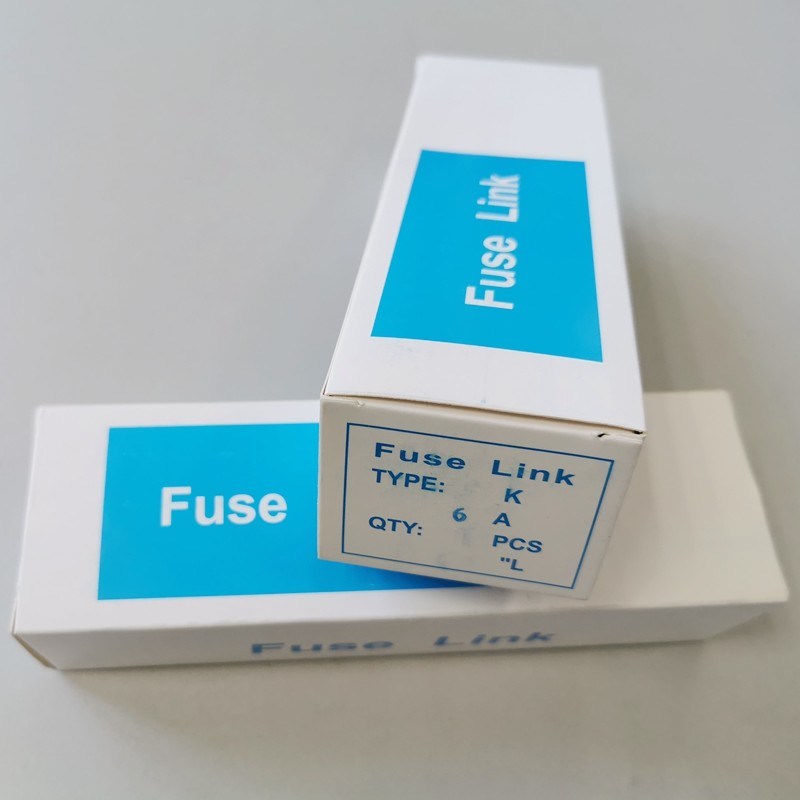 Fuse Link
Fuse Link
TYPE: K
6 A
QTY: PCS
"L
Fuse
Fuse Link